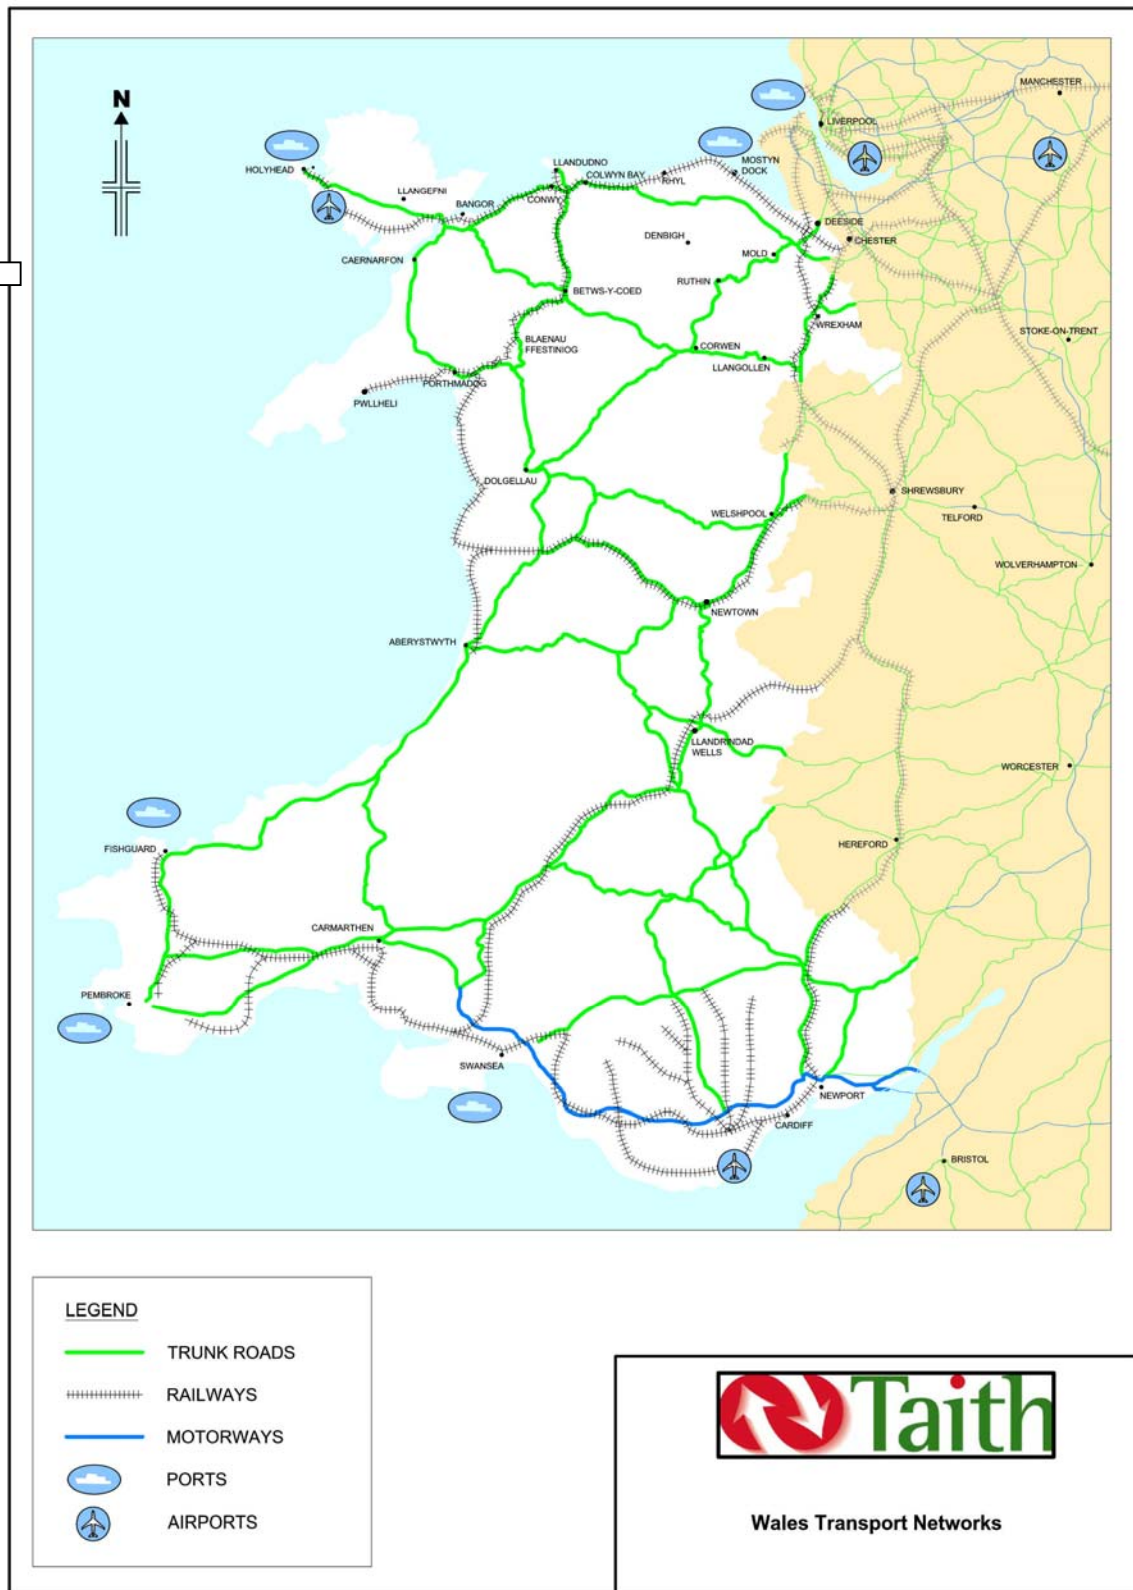 N
MANCHESTER
LIVERPOOL
HOLYHEAD
LLANDUDNO
COLWYN BAY
RHYL
MOSTYN
DOCK
LLANGEFNI
BANGOR
CONWY
DEESIDE
DENBIGH
CHESTER
CAERNARFON
MOLD
RUTHIN
BETWS-Y-COED
WREXHAM
STOKE-ON-TRENT
BLAENAU
FFESTINIOG
CORWEN
LLANGOLLEN
PORTHMADOG
PWLLHELI
DOLGELLAU
SHREWSBURY
WELSHPOOL
TELFORD
WOLVERHAMPTON
NEWTOWN
ABERYSTWYTH
LLANDRINDAD
WELLS
WORCESTER
FISHGUARD
HEREFORD
CARMARTHEN
PEMBROKE
SWANSEA
NEWPORT
CARDIFF
BRISTOL
LEGEND
TRUNK ROADS
RAILWAYS
MOTORWAYS
PORTS
AIRPORTS
Taith
Wales Transport Networks